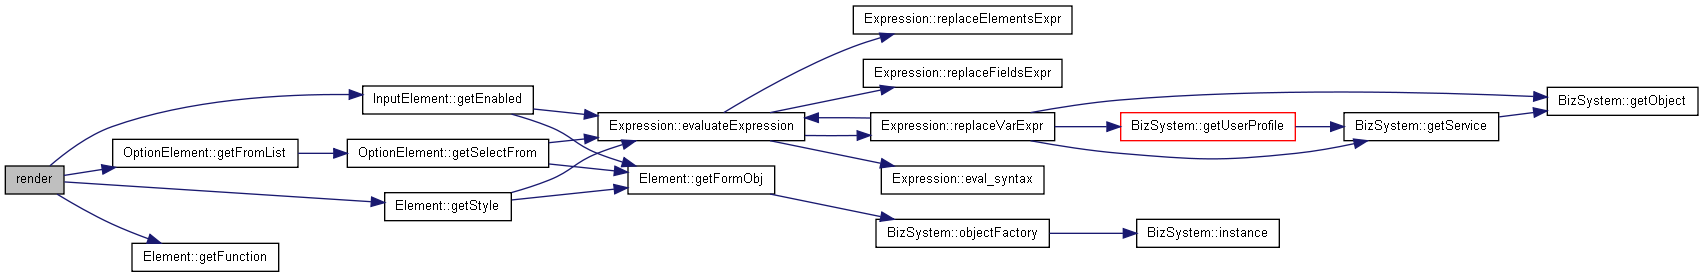 render
InputElement::getEnabled
OptionElement::getFromList
OptionElement::getSelectFrom
Element::getStyle
Element::getFunction
Expression::evaluateExpression
Element::getFormObj
Expression::replaceElementsExpr
Expression::replaceFieldsExpr
Expression::replaceVarExpr
Expression::eval_syntax
BizSystem::objectFactory
BizSystem::getUserProfile
BizSystem::instance
BizSystem::getService
BizSystem::getObject